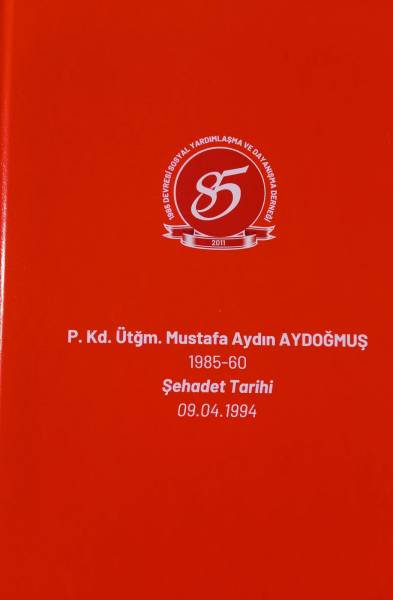 1985 DEVRESİ SOSYAL YARDIMLAŞMA VE DAYANIŞMA DERNEĞİ
85
2011
P. Kd. Ütğm. Mustafa Aydın AYDOĞMUŞ
1985-60
Şehadet Tarihi
09.04.1994